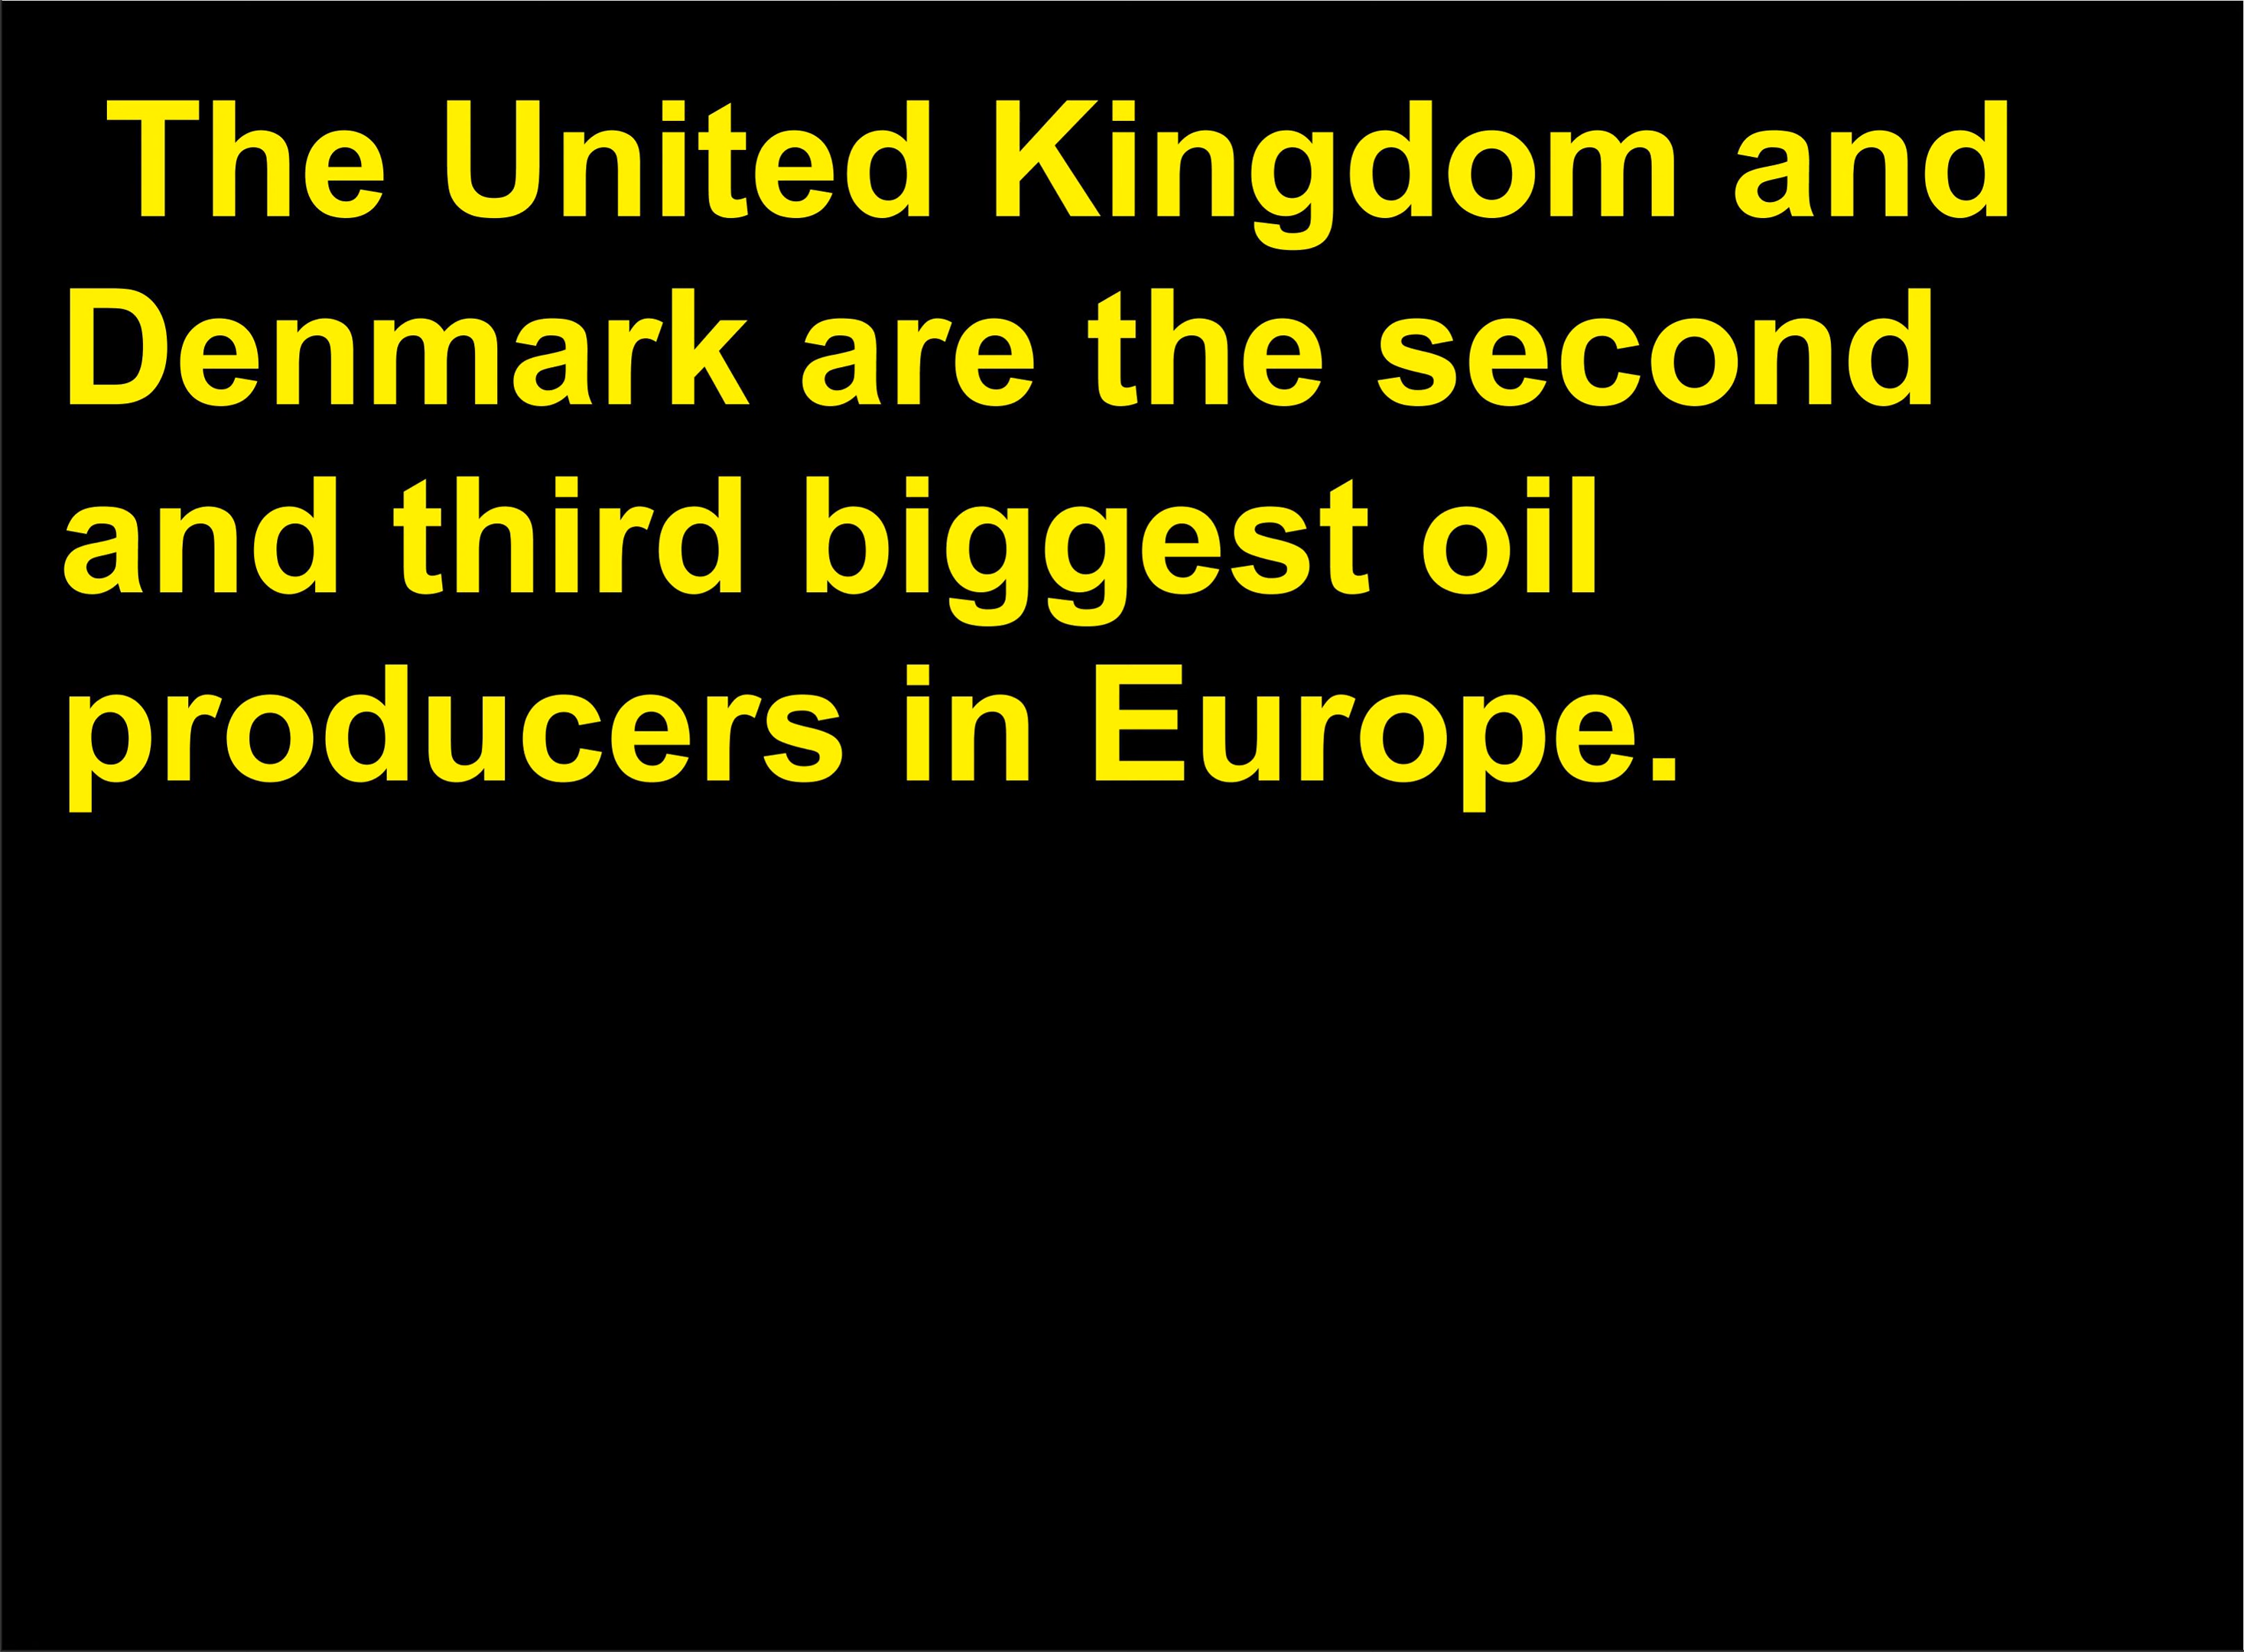 The United Kingdom and
Denmark are the second
and third biggest oil
producers in Europe.